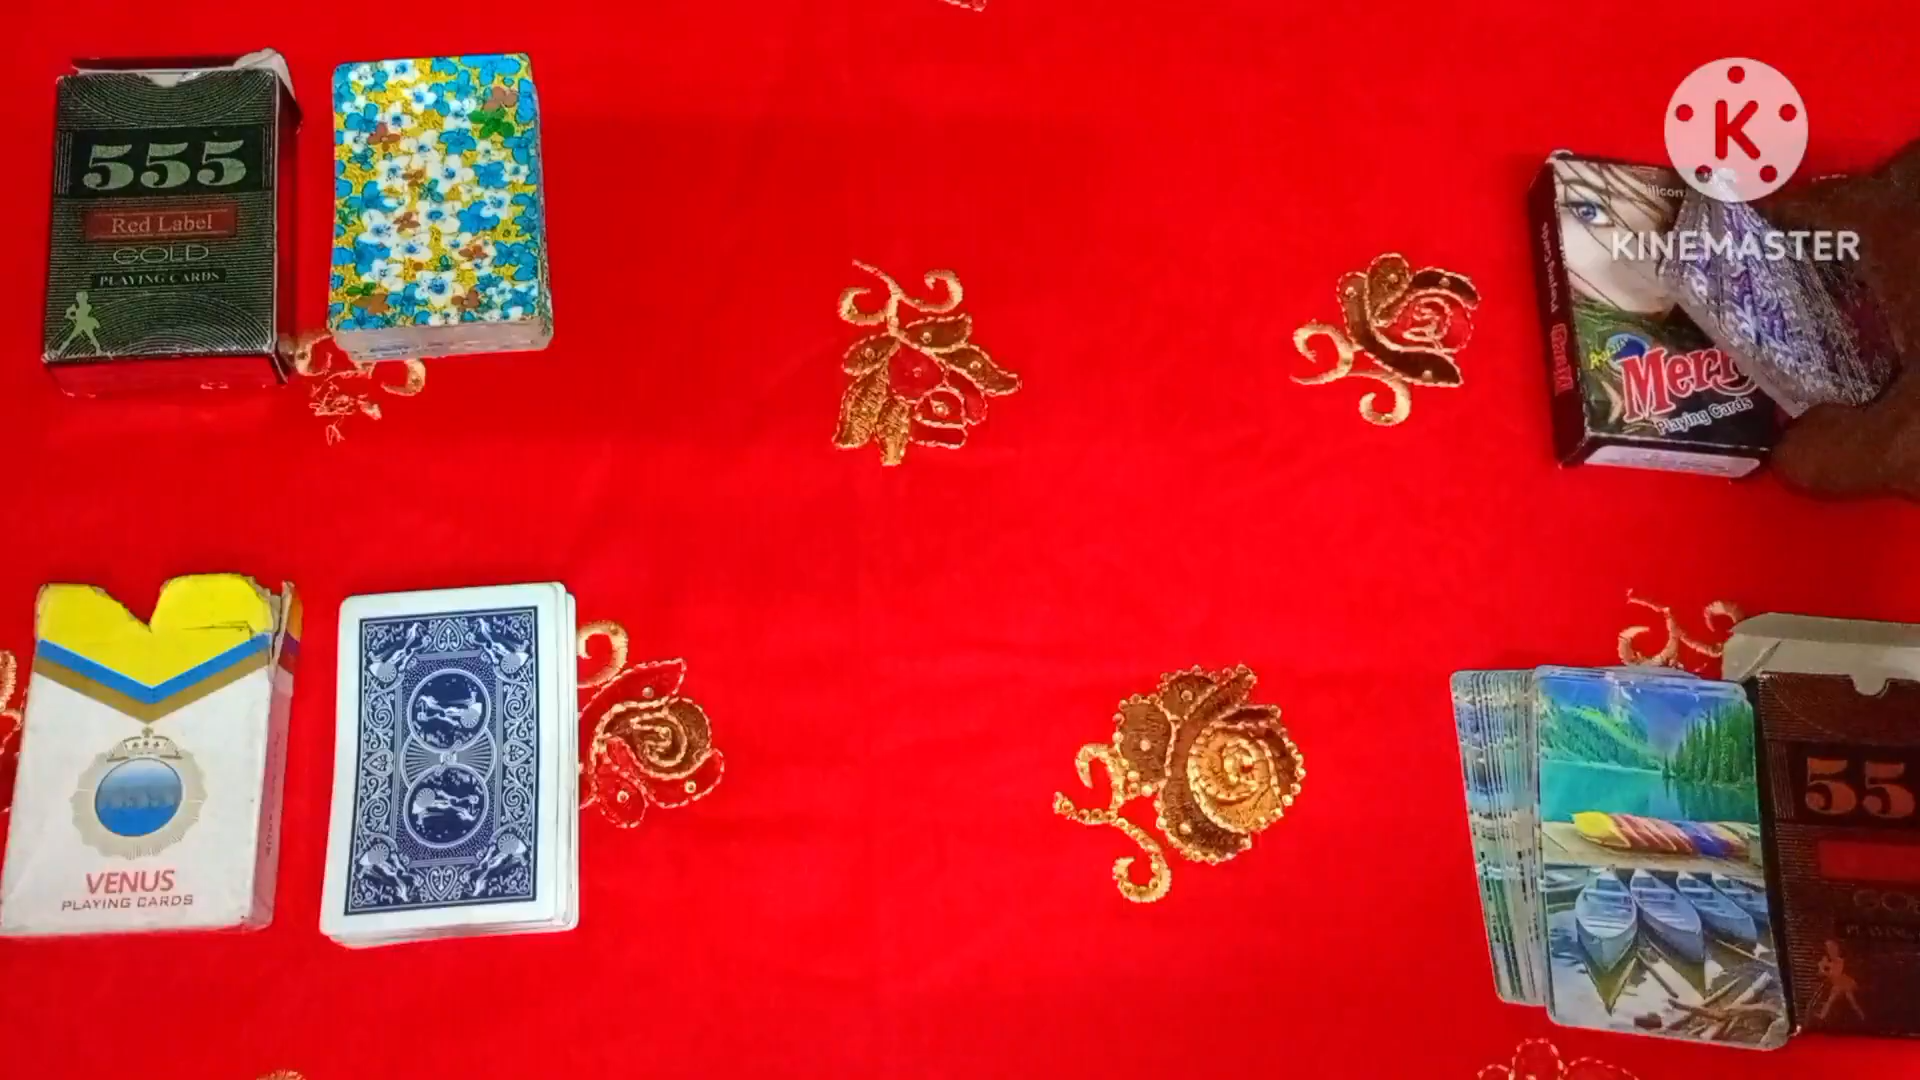 555
Red Label
GOLD
PLAYING CARDS
K
KINEMASTER
Merry
Playing Cards
VENUS
PLAYING CARDS
55